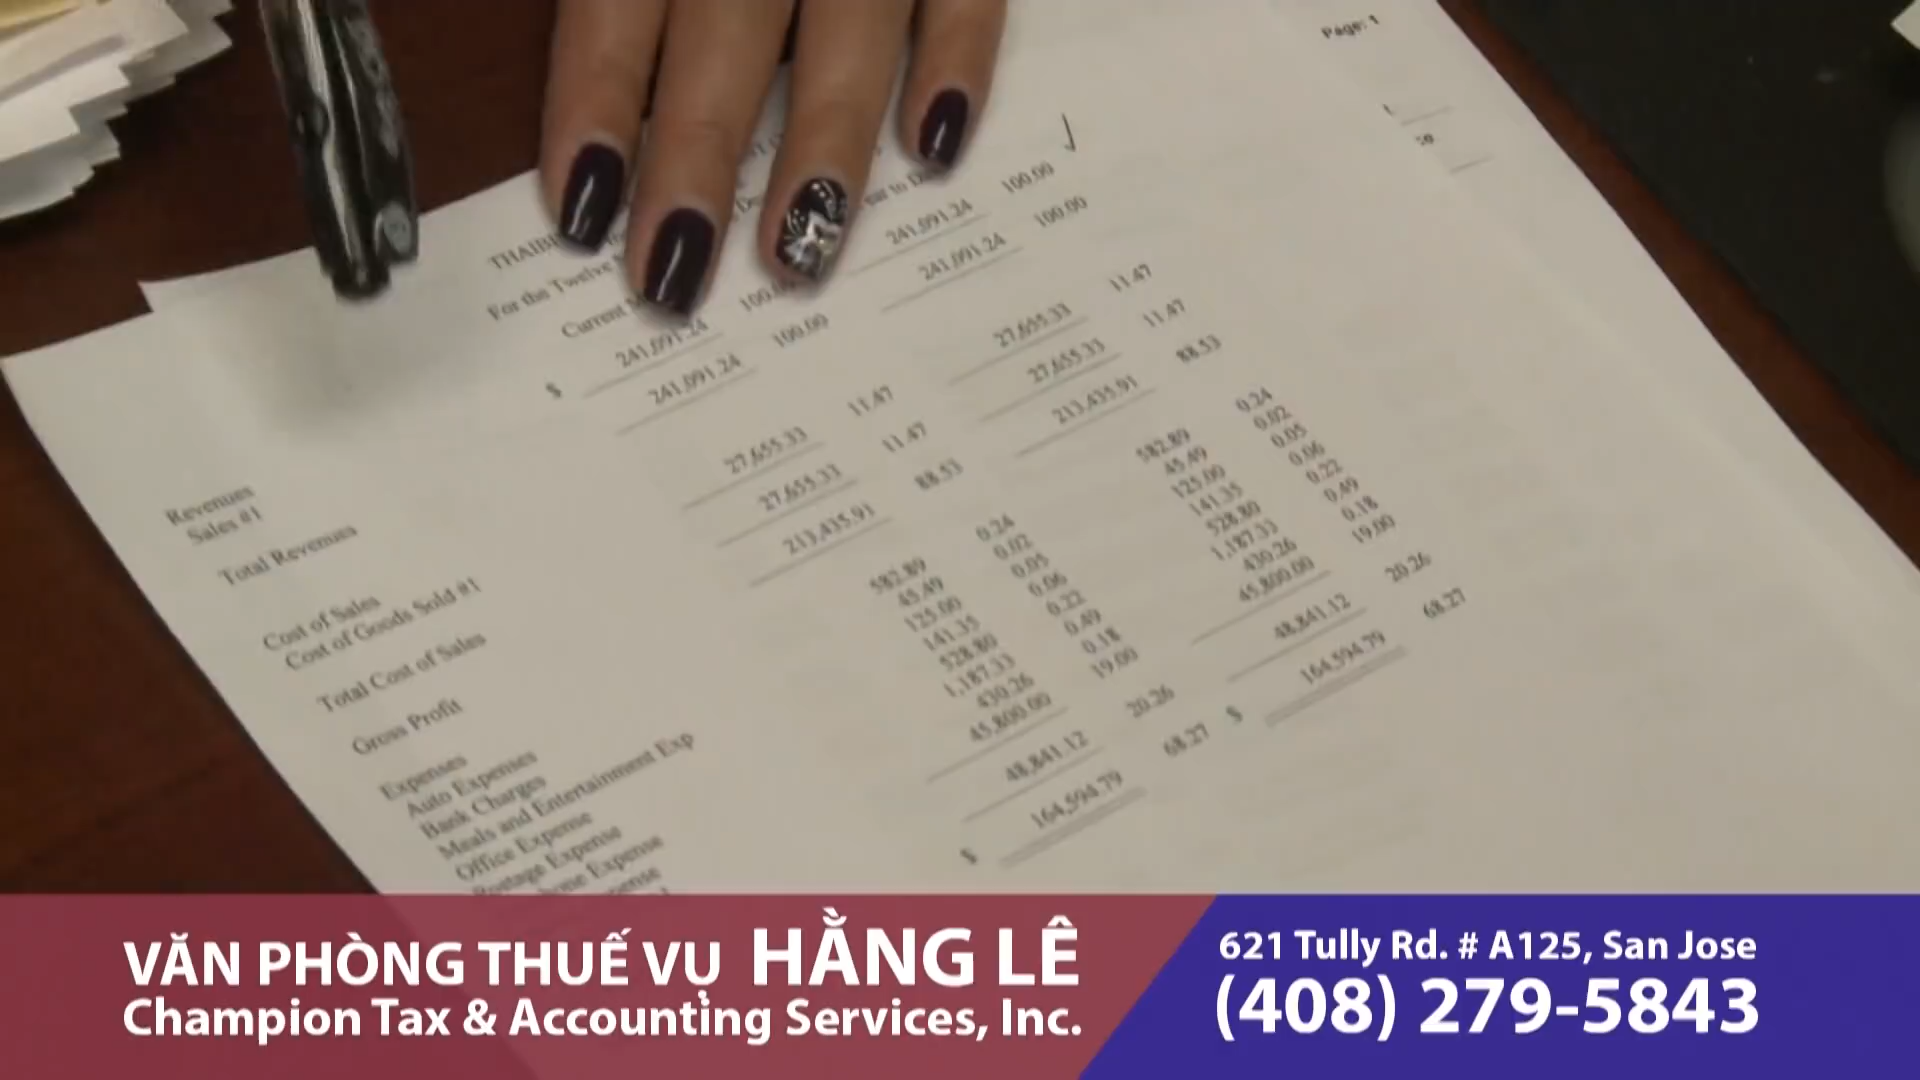 Page: 1
For the Twelve
Current
$ 241,091.24 100.00 241,091.24 100.00
241,091.24 100.00 241,091.24 100.00
27,655.33 11.47 27,655.33 11.47
27,655.33 11.47 27,655.33 11.47
213,435.91 88.53 213,435.91 88.53
Revenues
Sales #1
Total Revenues
Cost of Sales
Cost of Goods Sold #1
Total Cost of Sales
Gross Profit
Expenses
Auto Expenses
Bank Charges
Meals and Entertainment Exp
Office Expense
Postage Expense
582.89 0.24 582.89 0.24
45.49 0.02 45.49 0.02
125.00 0.05 125.00 0.05
141.35 0.06 141.35 0.06
528.80 0.22 528.80 0.22
1,187.33 0.49 1,187.33 0.49
430.26 0.18 430.26 0.18
45,800.00 19.00 45,800.00 19.00
48,841.12 20.26 48,841.12 20.26
$ 164,594.79 68.27 $ 164,594.79 68.27
VĂN PHÒNG THUẾ VỤ HẰNG LÊ
Champion Tax & Accounting Services, Inc.
621 Tully Rd. # A125, San Jose
(408) 279-5843